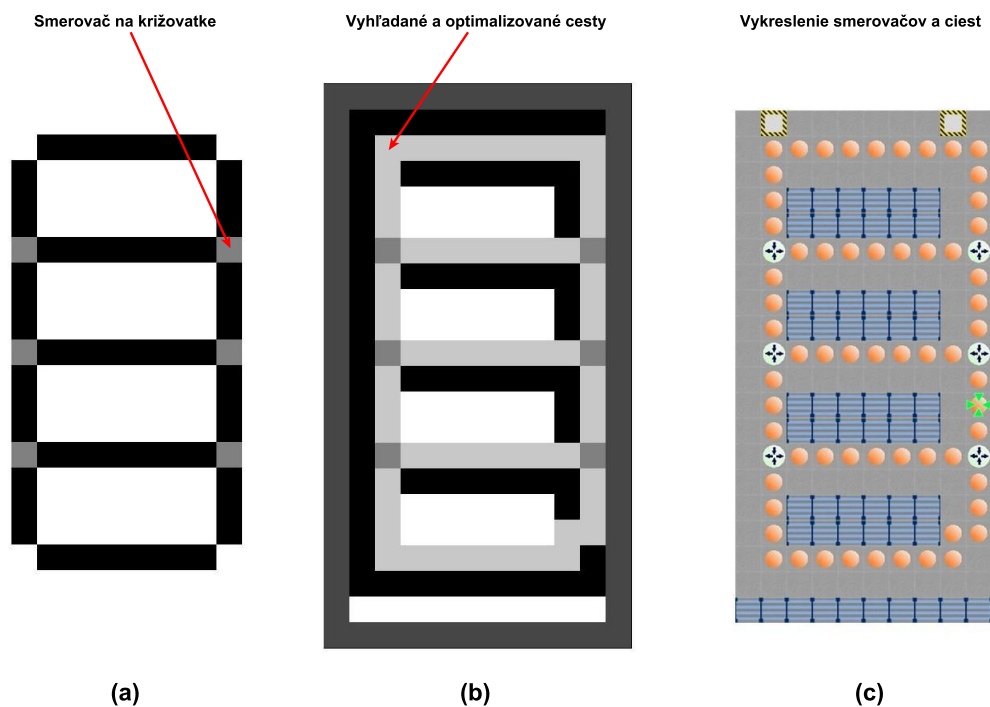 Smerovač na križovatke
Vyhľadané a optimalizované cesty
Vykreslenie smerovačov a ciest
(a)
(b)
(c)